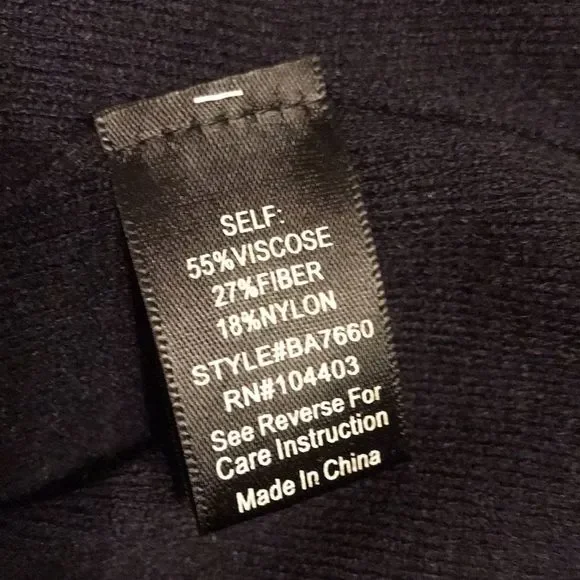 SELF:
55%VISCOSE
27%FIBER
18%NYLON
STYLE#BA7660
RN#104403
See Reverse For
Care Instruction
Made In China